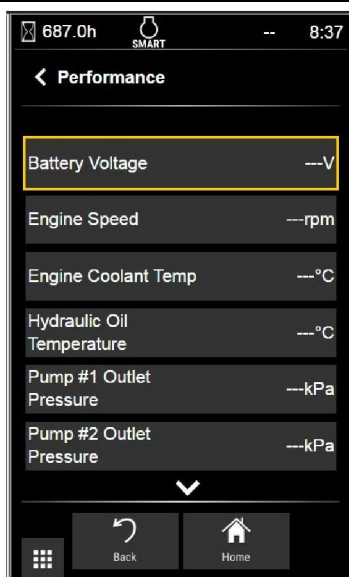 687.0h SMART -- 8:37
Performance
Battery Voltage ---V
Engine Speed ---rpm
Engine Coolant Temp ---°C
Hydraulic Oil
Temperature ---°C
Pump #1 Outlet
Pressure ---kPa
Pump #2 Outlet
Pressure ---kPa
Back Home